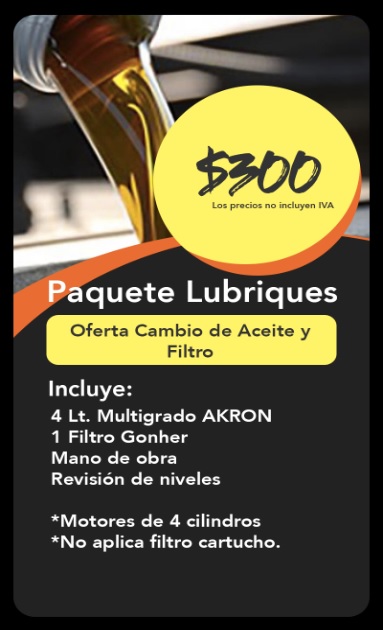 $300
Los precios no incluyen IVA
Paquete Lubriques
Oferta Cambio de Aceite y
Filtro
Incluye:
4 Lt. Multigrado AKRON
1 Filtro Gonher
Mano de obra
Revisión de niveles
*Motores de 4 cilindros
*No aplica filtro cartucho.